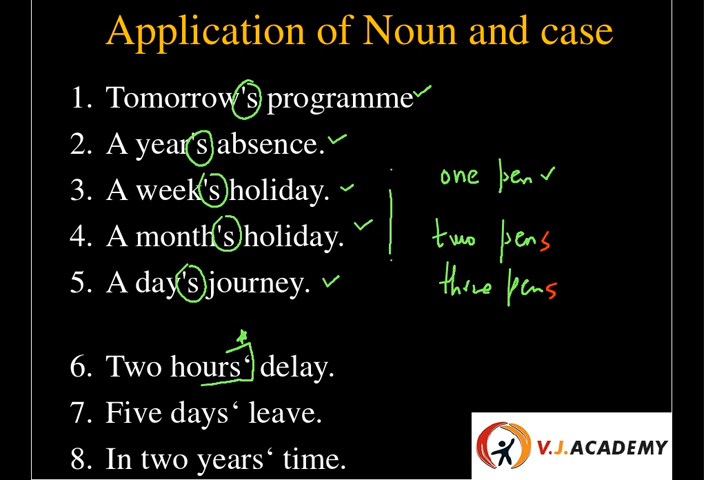 Application of Noun and case
1. Tomorrow's programme
2. A year's absence.
3. A week's holiday.
4. A month's holiday.
5. A day's journey.
one pen
two pens
three pens
6. Two hours‘ delay.
7. Five days‘ leave.
8. In two years‘ time.
V.J.ACADEMY